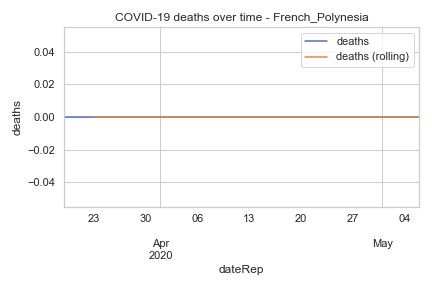 COVID-19 deaths over time - French_Polynesia
deaths
deaths (rolling)
deaths
0.04
0.02
0.00
−0.02
−0.04
23 30 06 13 20 27 04
Apr May
2020
dateRep